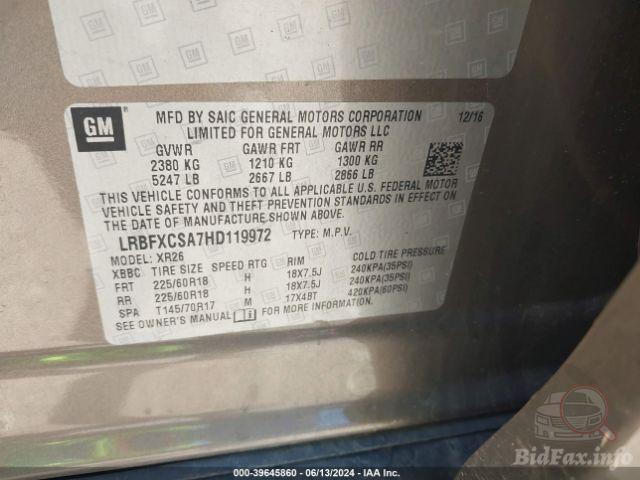 GM
MFD BY SAIC GENERAL MOTORS CORPORATION 12/16
LIMITED FOR GENERAL MOTORS LLC
GVWR GAWR FRT GAWR RR
2380 KG 1210 KG 1300 KG
5247 LB 2667 LB 2866 LB
THIS VEHICLE CONFORMS TO ALL APPLICABLE U.S. FEDERAL MOTOR
VEHICLE SAFETY AND THEFT PREVENTION STANDARDS IN EFFECT
ON THE DATE OF MANUFACTURE SHOWN ABOVE.
LRBFXCSA7HD119972 TYPE: M.P.V.
MODEL: XR26
XBBC TIRE SIZE SPEED RTG RIM COLD TIRE PRESSURE
FRT 225/60R18 H 18X7.5J 240KPA(35PSI)
RR 225/60R18 H 18X7.5J 240KPA(35PSI)
SPA T145/70R17 M 17X4BT 420KPA(60PSI)
SEE OWNER'S MANUAL FOR MORE INFORMATION.
BidFax.info
000-39645860 - 06/13/2024 - IAA Inc.